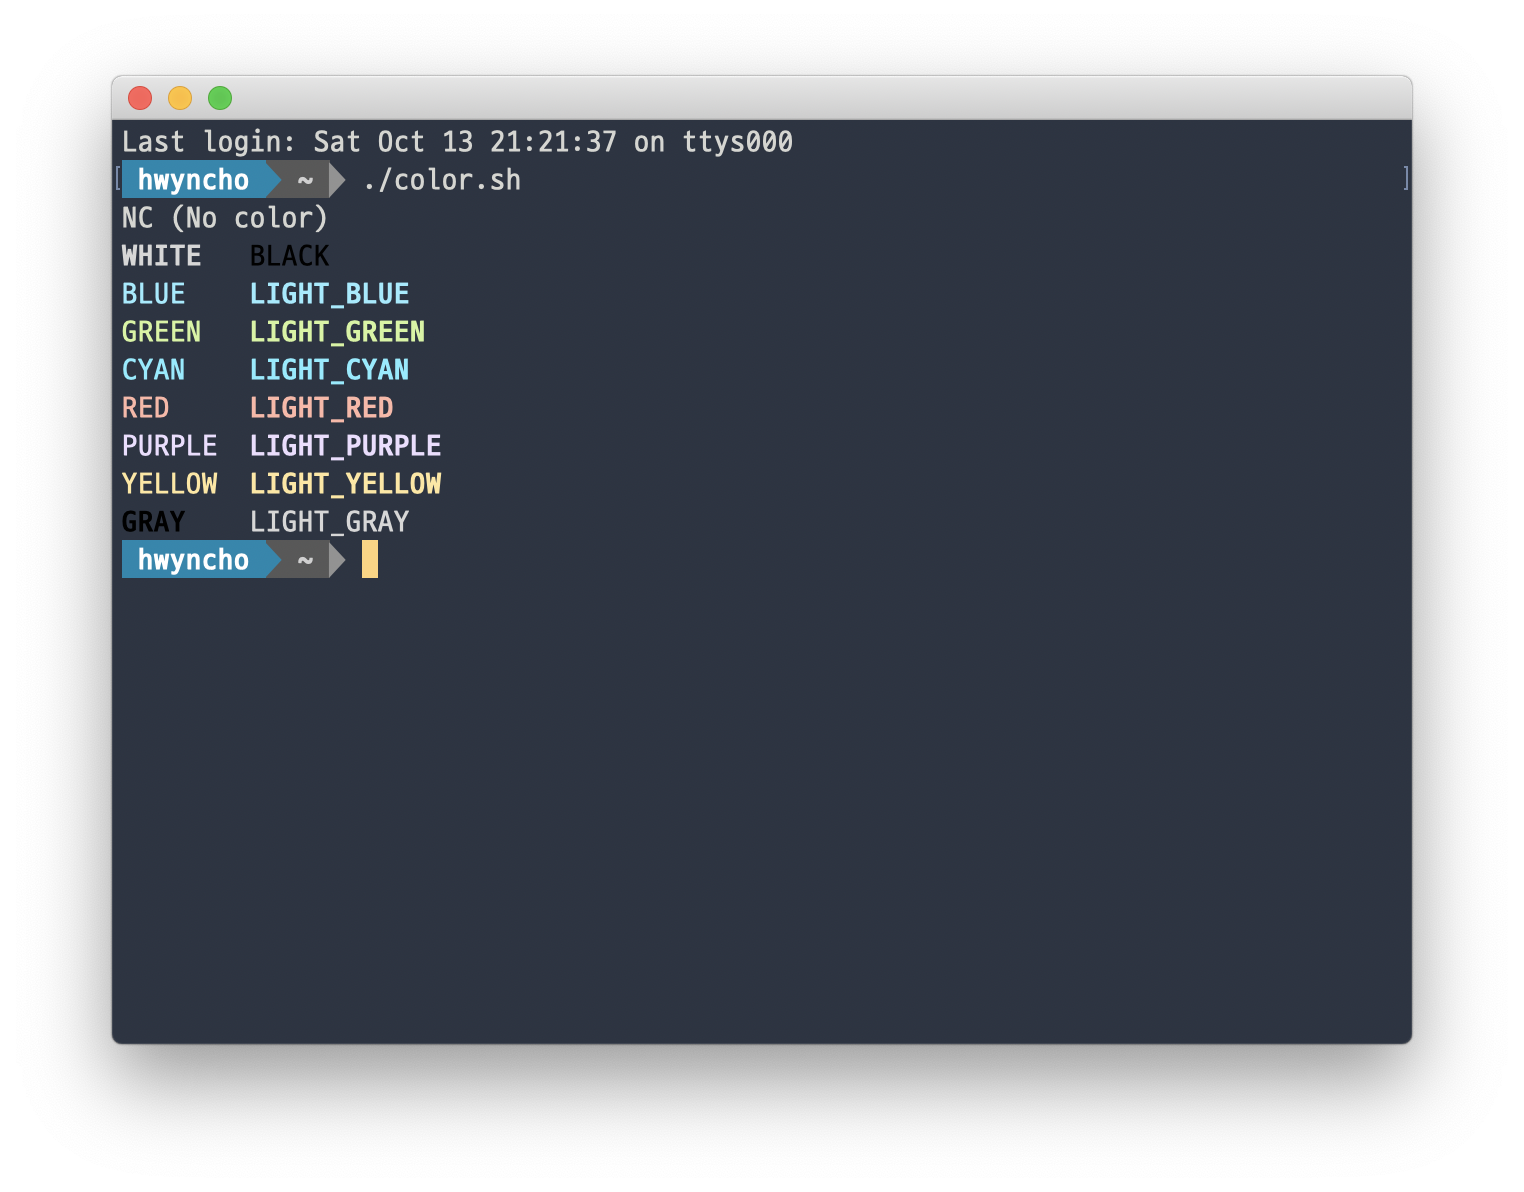 Last login: Sat Oct 13 21:21:37 on ttys000
[ hwyncho ~ ./color.sh ]
NC (No color)
WHITE BLACK
BLUE LIGHT_BLUE
GREEN LIGHT_GREEN
CYAN LIGHT_CYAN
RED LIGHT_RED
PURPLE LIGHT_PURPLE
YELLOW LIGHT_YELLOW
GRAY LIGHT_GRAY
hwyncho ~